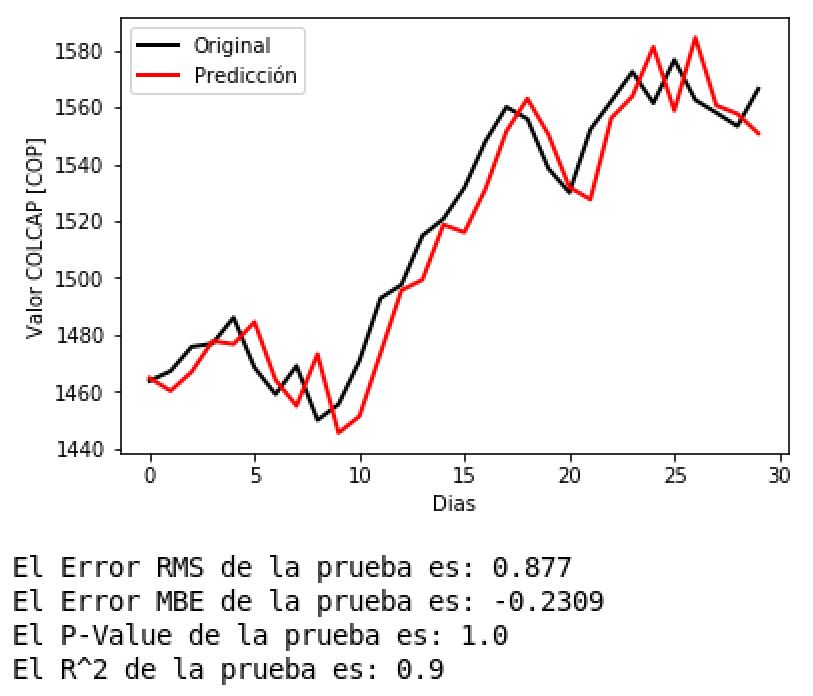 Original
Predicción
1580
1560
1540
1520
1500
1480
1460
1440
Valor COLCAP [COP]
0 5 10 15 20 25 30
Dias
El Error RMS de la prueba es: 0.877
El Error MBE de la prueba es: -0.2309
El P-Value de la prueba es: 1.0
El R^2 de la prueba es: 0.9